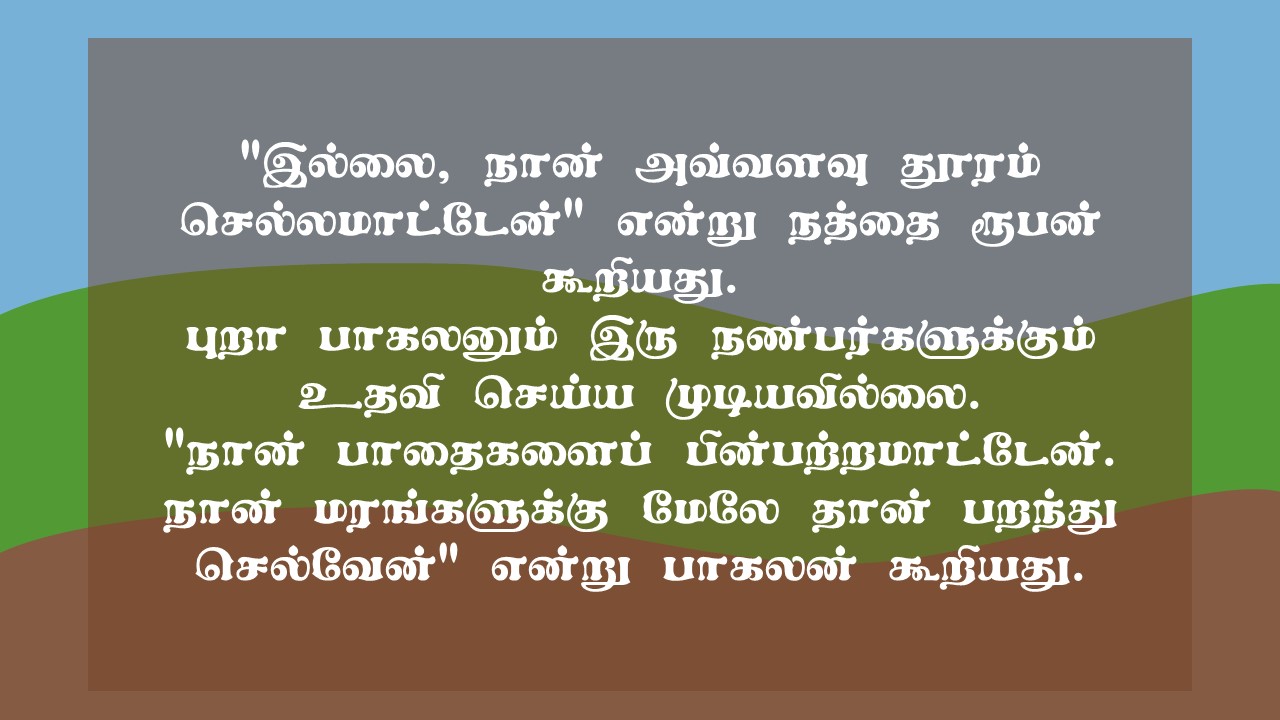 "இல்லை, நான் அவ்வளவு தூரம்
செல்லமாட்டேன்" என்று நத்தை ரூபன்
கூறியது.
புறா பாகலனும் இரு நண்பர்களுக்கும்
உதவி செய்ய முடியவில்லை.
"நான் பாதைகளைப் பின்பற்றமாட்டேன்.
நான் மரங்களுக்கு மேலே தான் பறந்து
செல்வேன்" என்று பாகலன் கூறியது.